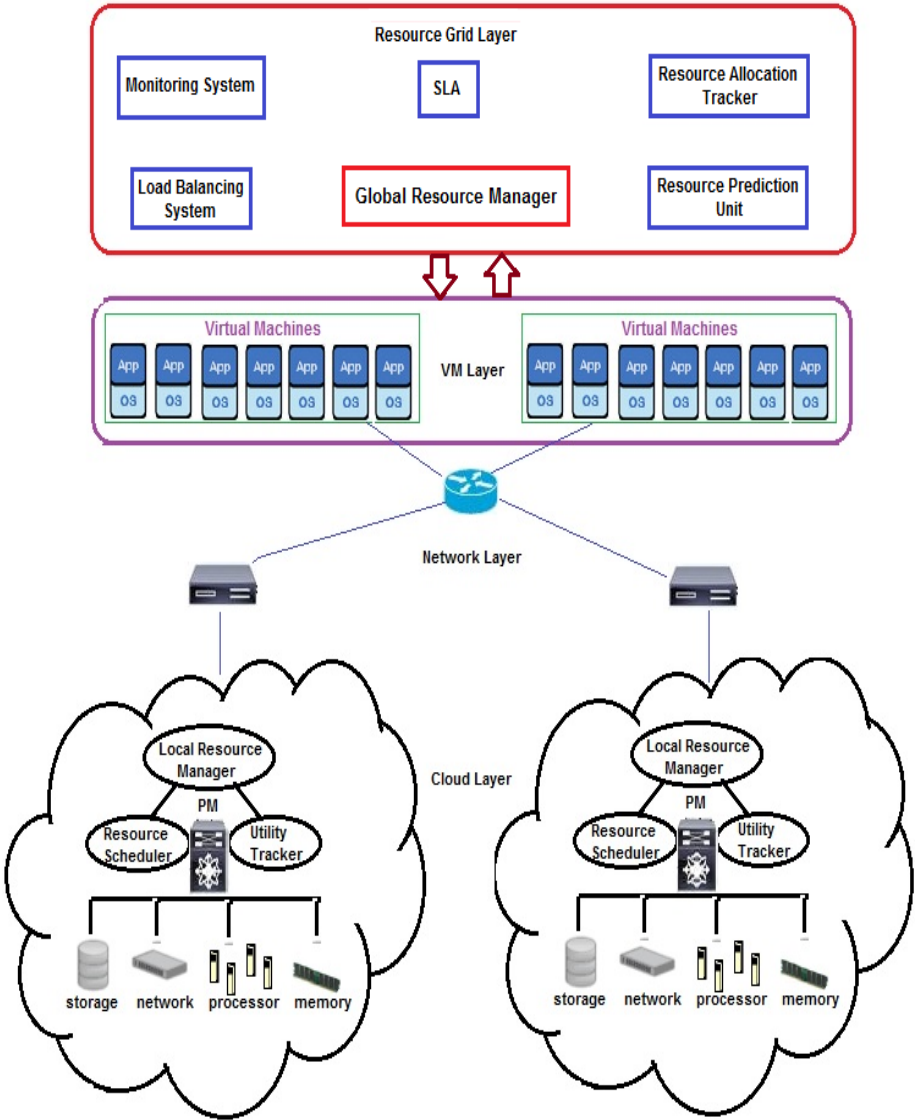 Resource Grid Layer
Monitoring System
SLA
Resource Allocation
Tracker
Load Balancing
System
Global Resource Manager
Resource Prediction
Unit
Virtual Machines
App App App App App App App
OS OS OS OS OS OS OS
VM Layer
Virtual Machines
App App App App App App App
OS OS OS OS OS OS OS
Network Layer
Local Resource
Manager
PM
Resource
Scheduler
Utility
Tracker
storage network processor memory
Cloud Layer
Local Resource
Manager
PM
Resource
Scheduler
Utility
Tracker
storage network processor memory